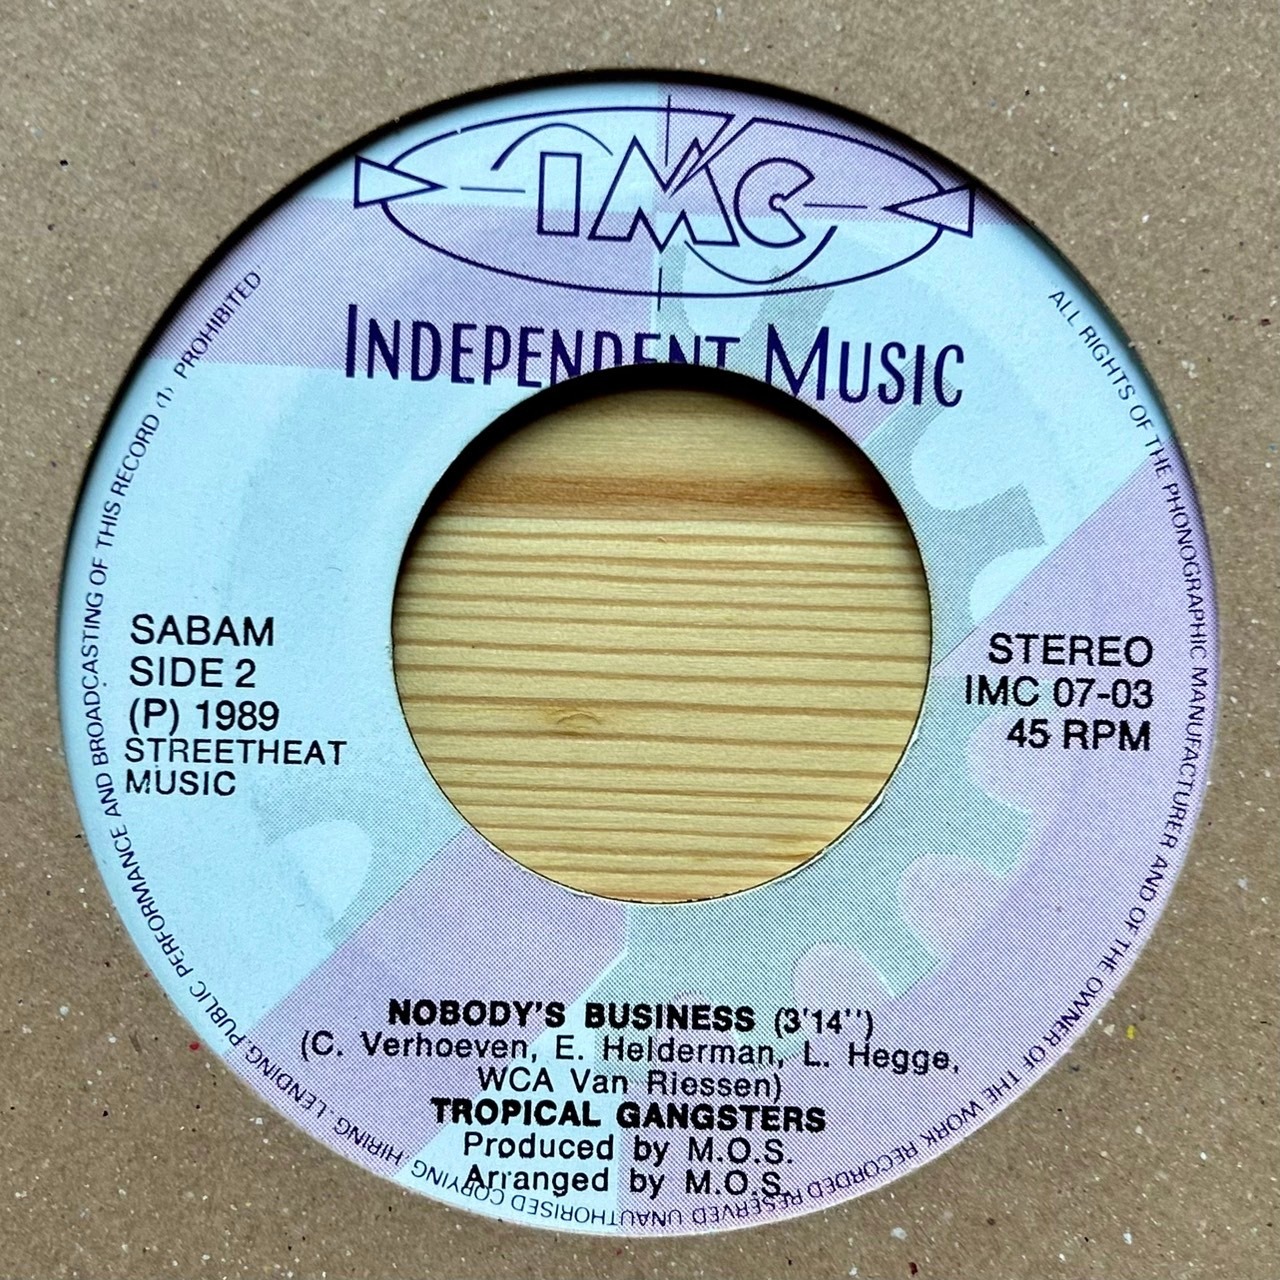 IMC
INDEPENDENT MUSIC
ALL RIGHTS OF THE PHONOGRAPHIC MANUFACTURER AND OF THE OWNER OF THE WORK RECORDED RESERVED UNAUTHORISED COPYING. HIRING. LENDING. PUBLIC PERFORMANCE AND BROADCASTING OF THIS RECORD (1) PROHIBITED
SABAM
SIDE 2
(P) 1989
STREETHEAT
MUSIC
STEREO
IMC 07-03
45 RPM
NOBODY'S BUSINESS (3'14'')
(C. Verhoeven, E. Helderman, L. Hegge,
WCA Van Riessen)
TROPICAL GANGSTERS
Produced by M.O.S.
Arranged by M.O.S.